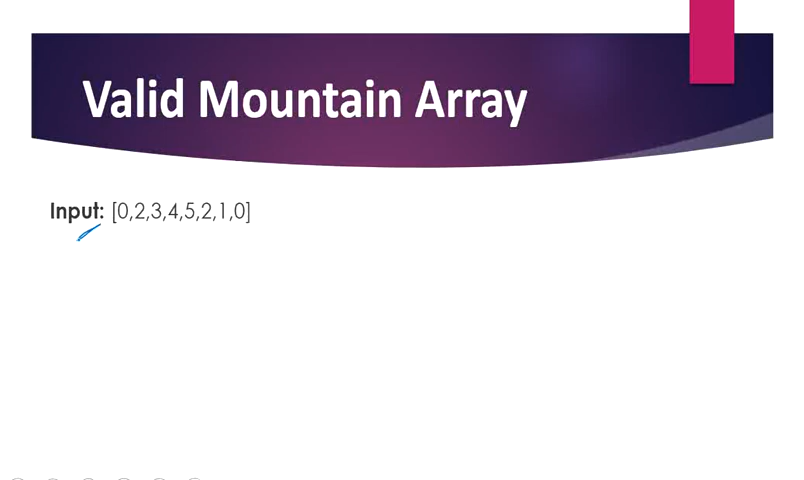 Valid Mountain Array
Input: [0,2,3,4,5,2,1,0]